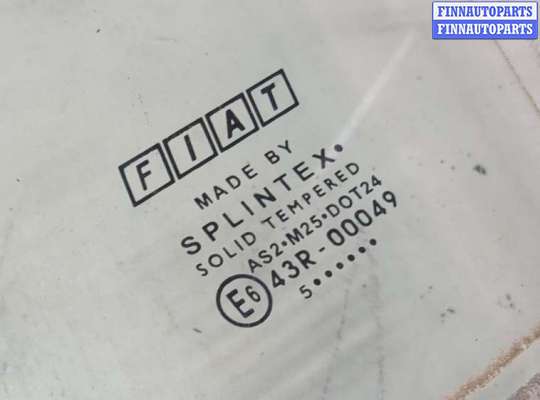 FINNAUTOPARTS
FINNAUTOPARTS
FIAT
MADE BY
SPLINTEX•
SOLID TEMPERED
AS2•M25•DOT24
E6 43R-00049
5••••••